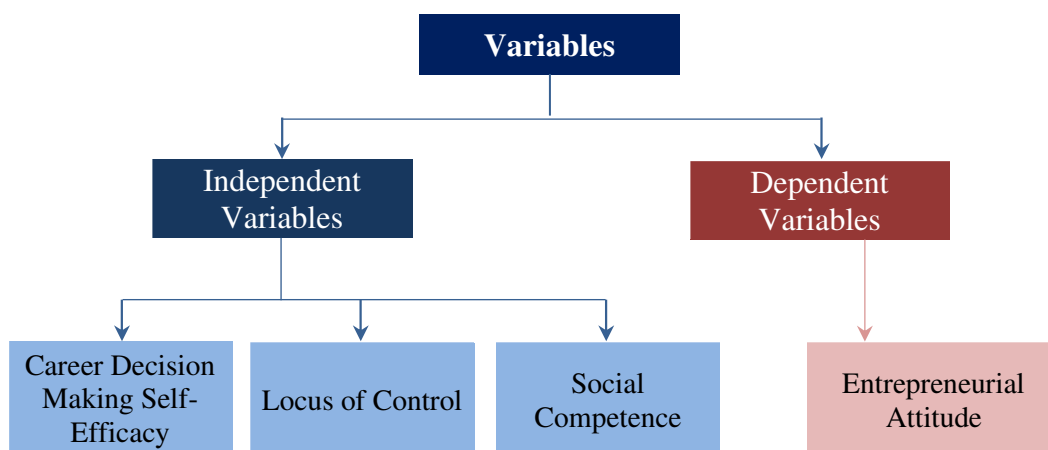 Variables
Independent
Variables
Dependent
Variables
Career Decision
Making Self-
Efficacy
Locus of Control
Social
Competence
Entrepreneurial
Attitude